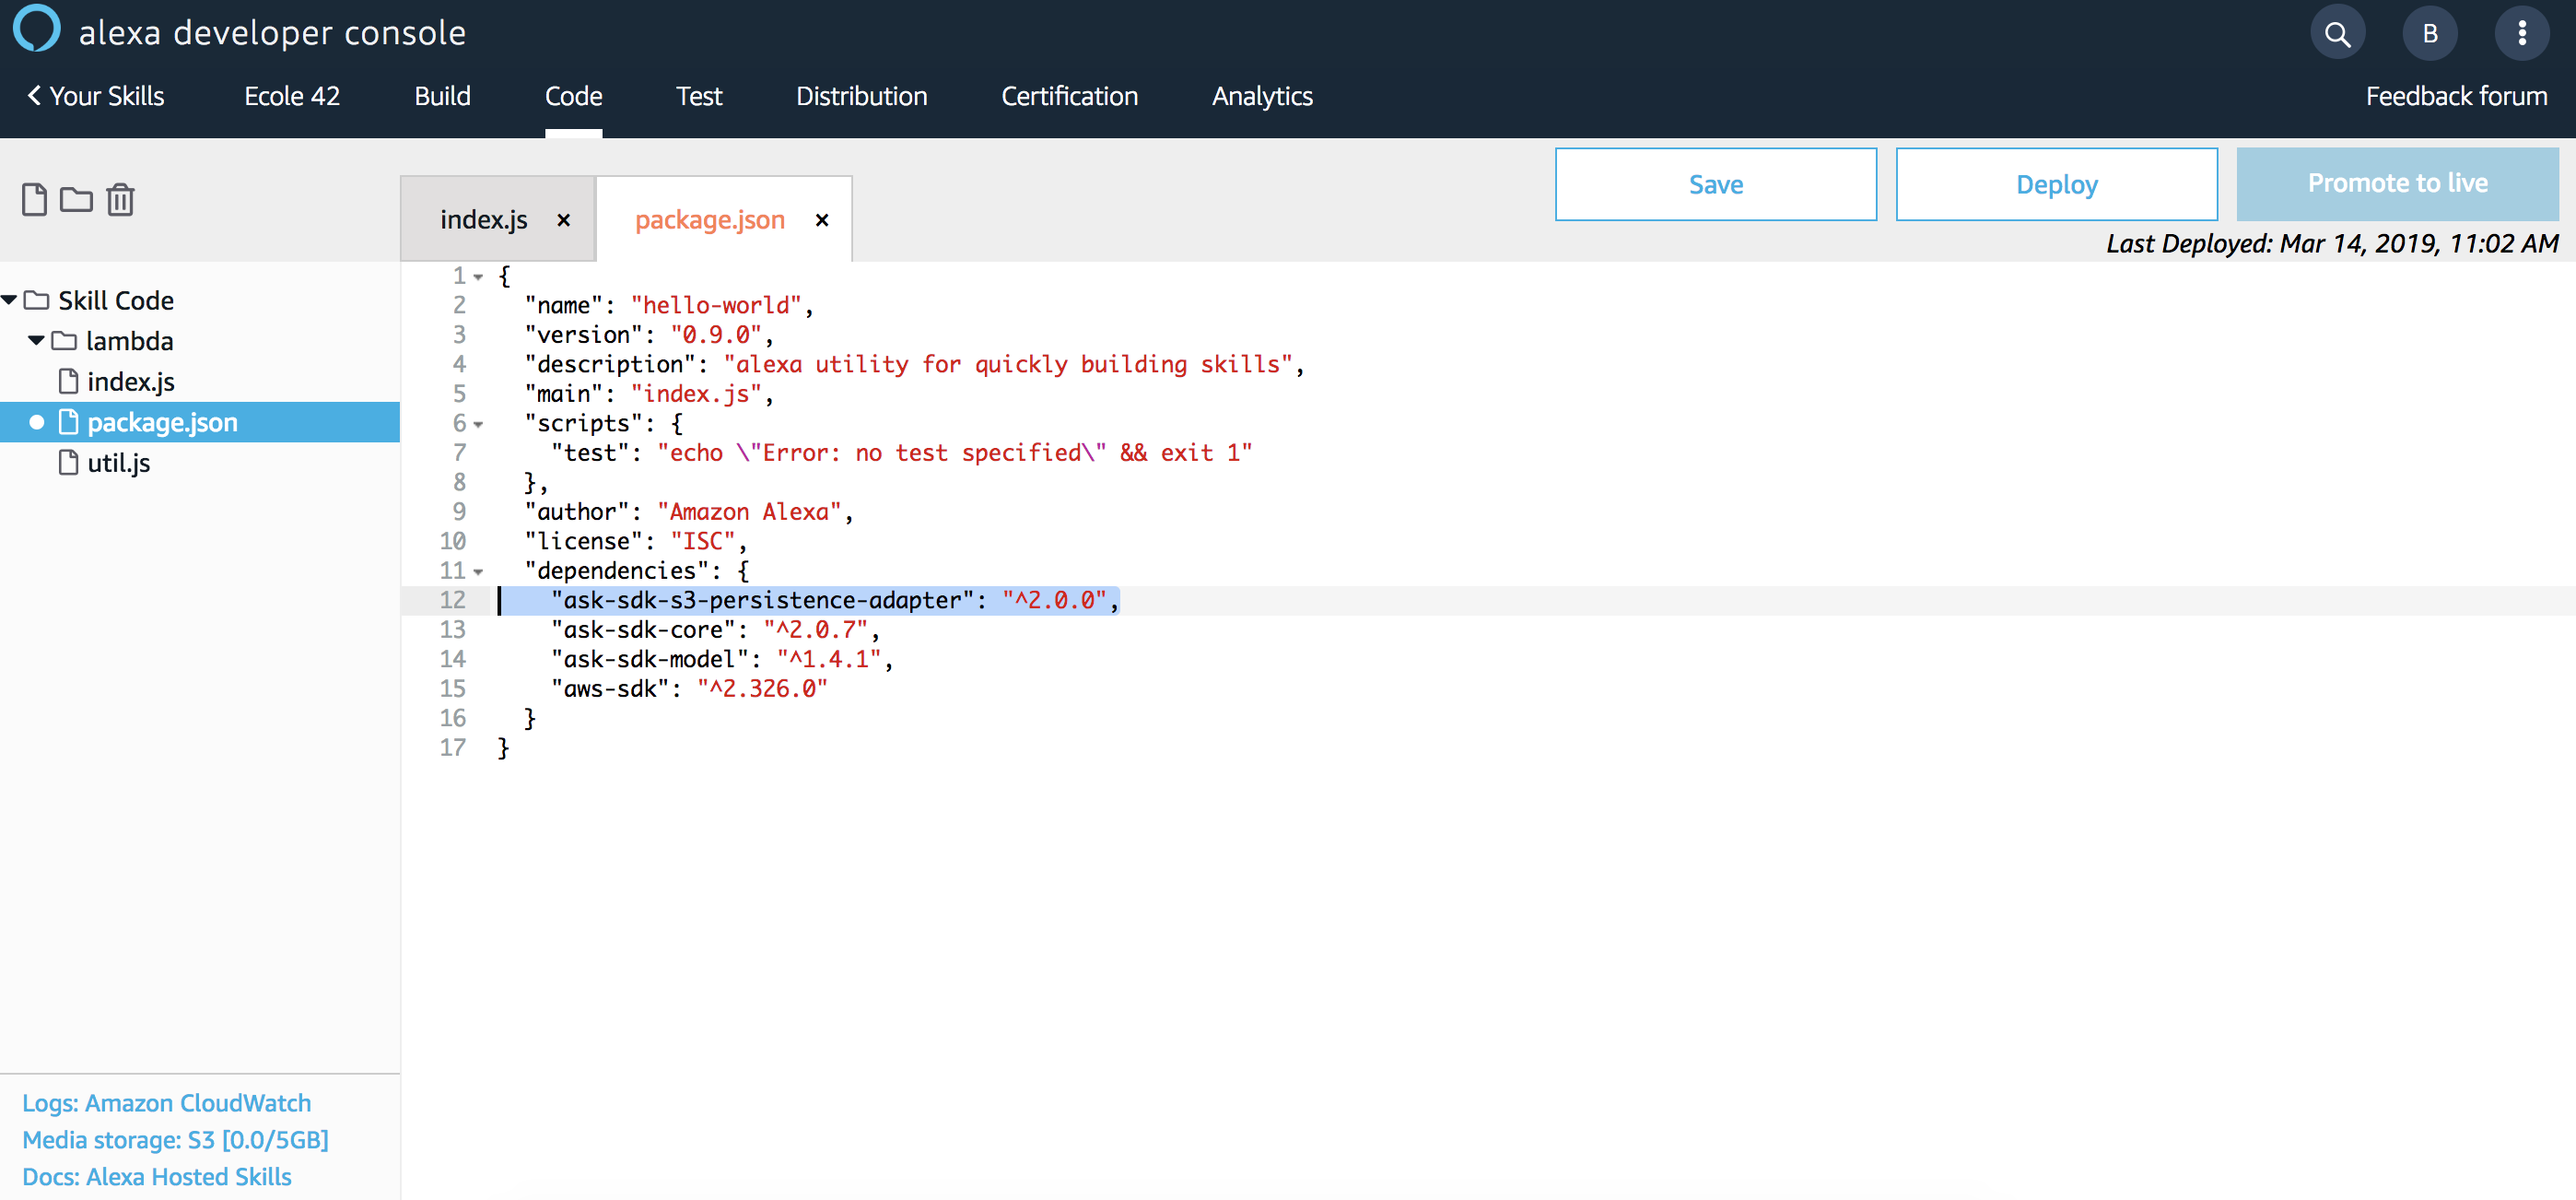 alexa developer console
B
Your Skills Ecole 42 Build Code Test Distribution Certification Analytics Feedback forum
Save Deploy Promote to live
Last Deployed: Mar 14, 2019, 11:02 AM
index.js × package.json ×
Skill Code
lambda
index.js
package.json
util.js
1 {
2 "name": "hello-world",
3 "version": "0.9.0",
4 "description": "alexa utility for quickly building skills",
5 "main": "index.js",
6 "scripts": {
7 "test": "echo \"Error: no test specified\" && exit 1"
8 },
9 "author": "Amazon Alexa",
10 "license": "ISC",
11 "dependencies": {
12 "ask-sdk-s3-persistence-adapter": "^2.0.0",
13 "ask-sdk-core": "^2.0.7",
14 "ask-sdk-model": "^1.4.1",
15 "aws-sdk": "^2.326.0"
16 }
17 }
Logs: Amazon CloudWatch
Media storage: S3 [0.0/5GB]
Docs: Alexa Hosted Skills